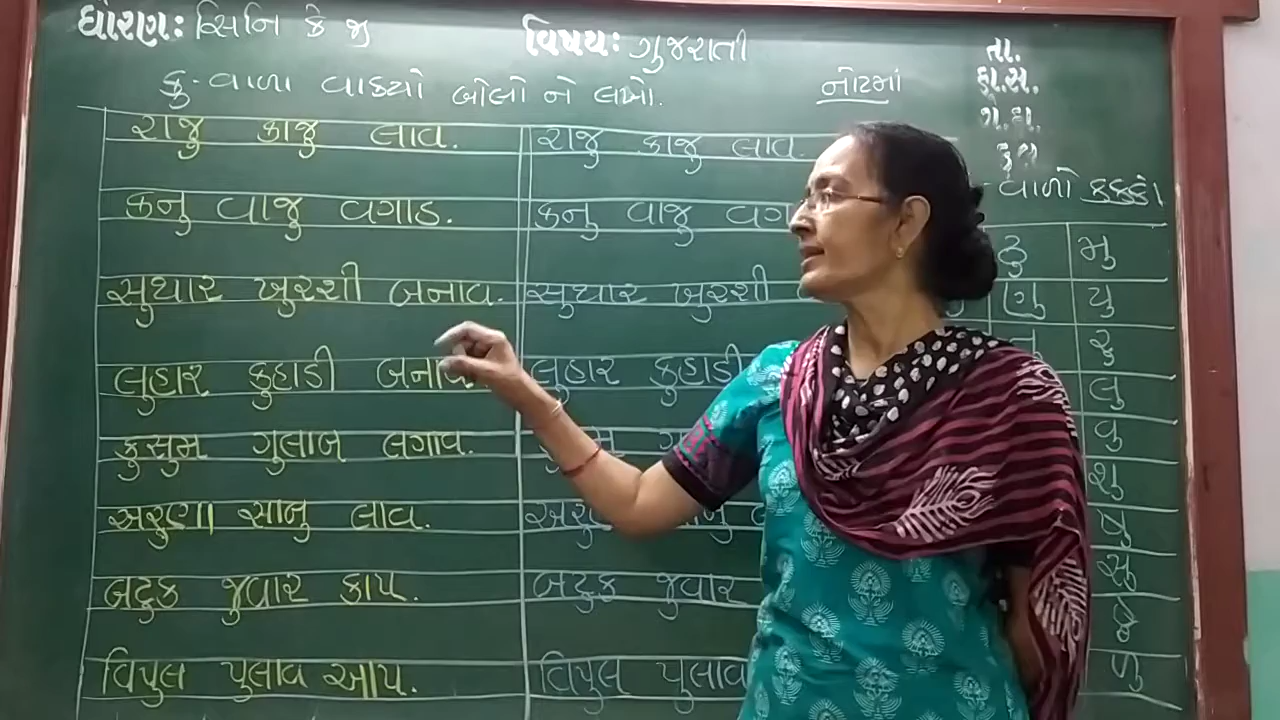 ધોરણ: સિનિ કે જી વિષય: ગુજરાતી
તા.
કુ-વાળા વાક્યો બોલો ને લખો. નોટમાં
ક્રા.સ.
ગે.ઘ.
રાજુ કાજુ લાવ. રાજુ કાજુ લાવ.
વાળો કક્કો
કનુ વાજુ વગાડ. કનુ વાજુ
ઠુ મુ
સુથાર ખુરશી બનાવ. સુથાર ખુરશી
ણુ યુ
રુ
લુહાર કુહાડી બનાવ. લુહાર કુહાડી
લુ
કુસુમ ગુલાબ લગાવ.
વુ
શુ
અરુણા સાબુ લાવ.
ષુ
સુ
બટુક જુવાર કાપ. બટુક જુવાર
ળુ
વિપુલ પુલાવ આપ. વિપુલ પુલાવ